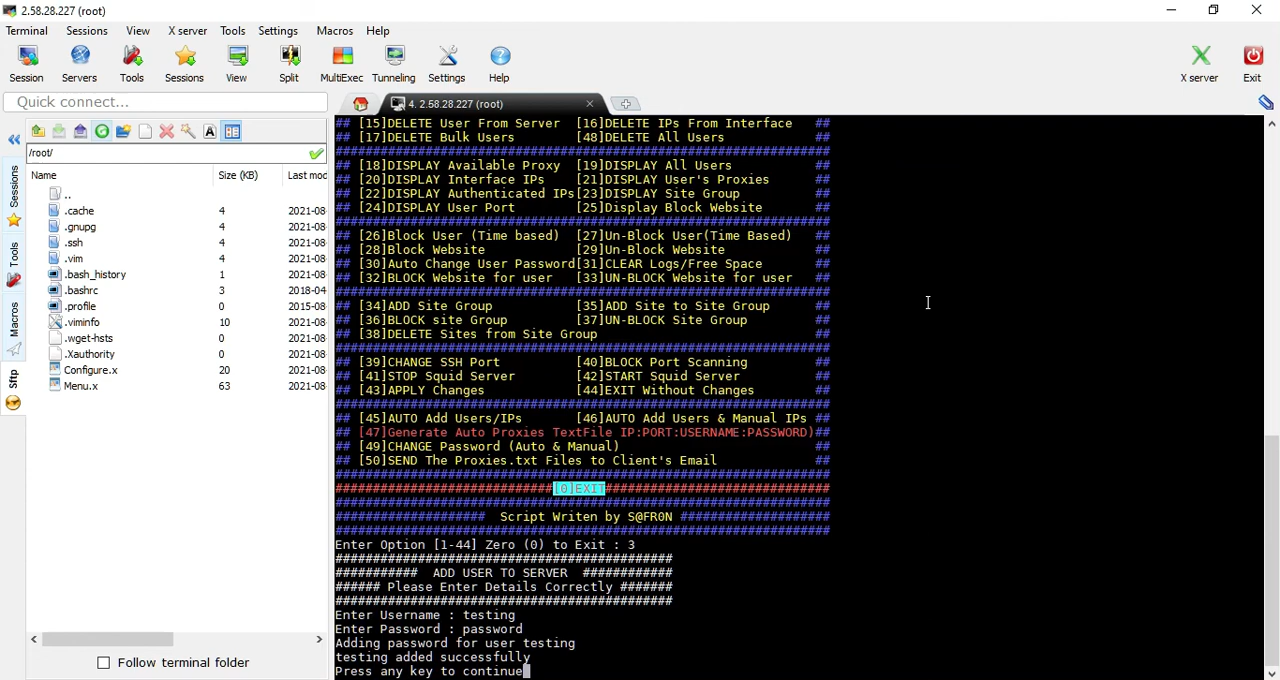 2.58.28.227 (root)
Terminal Sessions View X server Tools Settings Macros Help
Session Servers Tools Sessions View Split MultiExec Tunneling Settings Help X server Exit
Quick connect...
4. 2.58.28.227 (root)
/root/
Name Size (KB) Last mod
..
.cache 4 2021-08-
.gnupg 4 2021-08-
.ssh 4 2021-08-
.vim 4 2021-08-
.bash_history 1 2021-08-
.bashrc 3 2018-04-
.profile 0 2015-08-
.viminfo 10 2021-08-
.wget-hsts 0 2021-08-
.Xauthority 0 2021-08-
Configure.x 20 2021-08-
Menu.x 63 2021-08-
Follow terminal folder
Sessions
Tools
Macros
Sftp
## [15]DELETE User From Server [16]DELETE IPs From Interface ##
## [17]DELETE Bulk Users [48]DELETE All Users ##
##################################################################
## [18]DISPLAY Available Proxy [19]DISPLAY All Users ##
## [20]DISPLAY Interface IPs [21]DISPLAY User's Proxies ##
## [22]DISPLAY Authenticated IPs[23]DISPLAY Site Group ##
## [24]DISPLAY User Port [25]Display Block Website ##
##################################################################
## [26]Block User (Time based) [27]Un-Block User(Time Based) ##
## [28]Block Website [29]Un-Block Website ##
## [30]Auto Change User Password[31]CLEAR Logs/Free Space ##
## [32]BLOCK Website for user [33]UN-BLOCK Website for user ##
##################################################################
## [34]ADD Site Group [35]ADD Site to Site Group ##
## [36]BLOCK site Group [37]UN-BLOCK Site Group ##
## [38]DELETE Sites from Site Group ##
##################################################################
## [39]CHANGE SSH Port [40]BLOCK Port Scanning ##
## [41]STOP Squid Server [42]START Squid Server ##
## [43]APPLY Changes [44]EXIT Without Changes ##
##################################################################
## [45]AUTO Add Users/IPs [46]AUTO Add Users & Manual IPs ##
## [47]Generate Auto Proxies TextFile IP:PORT:USERNAME:PASSWORD)##
## [49]CHANGE Password (Auto & Manual) ##
## [50]SEND The Proxies.txt Files to Client's Email ##
##################################################################
#############################[0]EXIT##############################
##################################################################
#################### Script Writen by S@FR0N ####################
##################################################################
Enter Option [1-44] Zero (0) to Exit : 3
#############################################
########### ADD USER TO SERVER ############
###### Please Enter Details Correctly #######
#############################################
Enter Username : testing
Enter Password : password
Adding password for user testing
testing added successfully
Press any key to continue